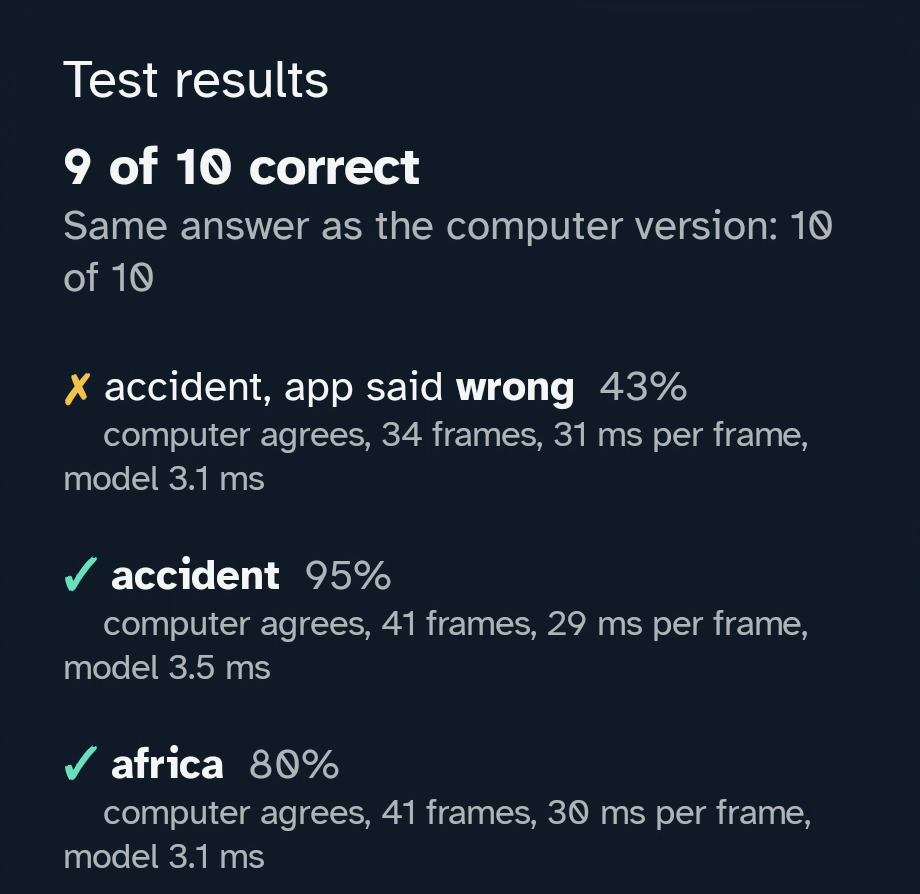 Test results
9 of 10 correct
Same answer as the computer version: 10
of 10
✗ accident, app said wrong 43%
computer agrees, 34 frames, 31 ms per frame,
model 3.1 ms
✓ accident 95%
computer agrees, 41 frames, 29 ms per frame,
model 3.5 ms
✓ africa 80%
computer agrees, 41 frames, 30 ms per frame,
model 3.1 ms